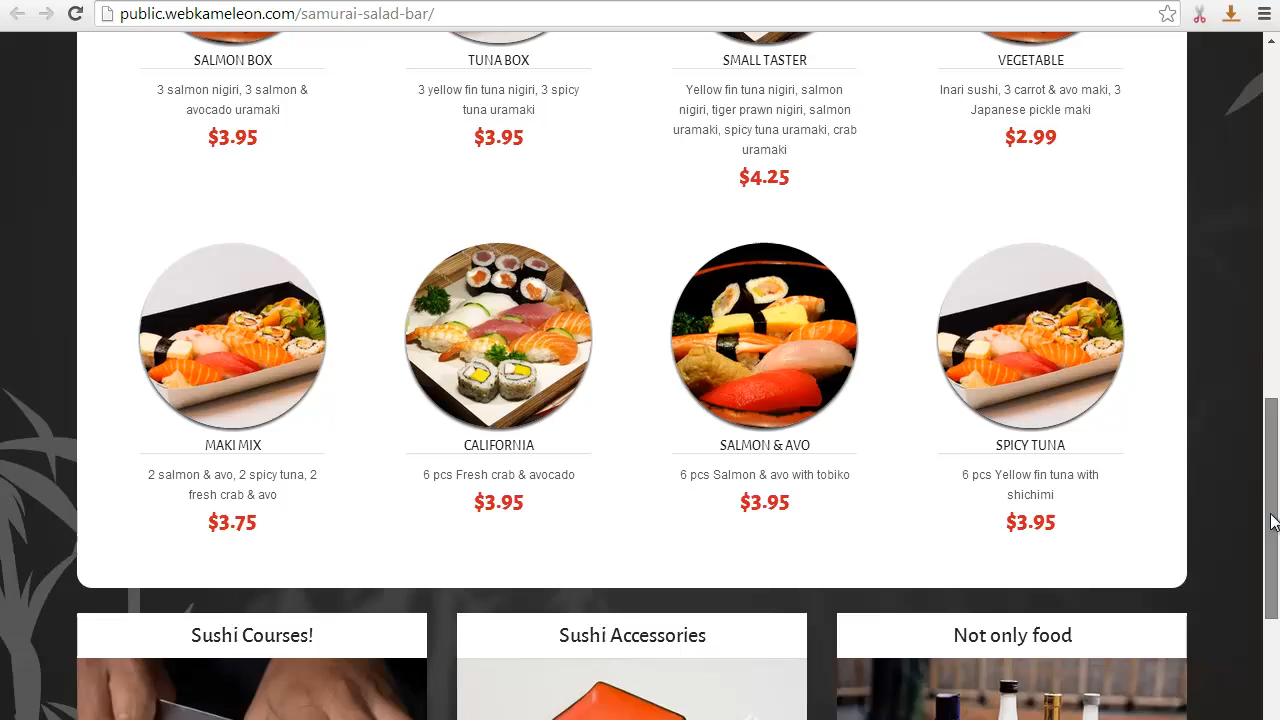 public.webkameleon.com/samurai-salad-bar/
SALMON BOX
3 salmon nigiri, 3 salmon &
avocado uramaki
$3.95
TUNA BOX
3 yellow fin tuna nigiri, 3 spicy
tuna uramaki
$3.95
SMALL TASTER
Yellow fin tuna nigiri, salmon
nigiri, tiger prawn nigiri, salmon
uramaki, spicy tuna uramaki, crab
uramaki
$4.25
VEGETABLE
Inari sushi, 3 carrot & avo maki, 3
Japanese pickle maki
$2.99
MAKI MIX
2 salmon & avo, 2 spicy tuna, 2
fresh crab & avo
$3.75
CALIFORNIA
6 pcs Fresh crab & avocado
$3.95
SALMON & AVO
6 pcs Salmon & avo with tobiko
$3.95
SPICY TUNA
6 pcs Yellow fin tuna with
shichimi
$3.95
Sushi Courses!
Sushi Accessories
Not only food